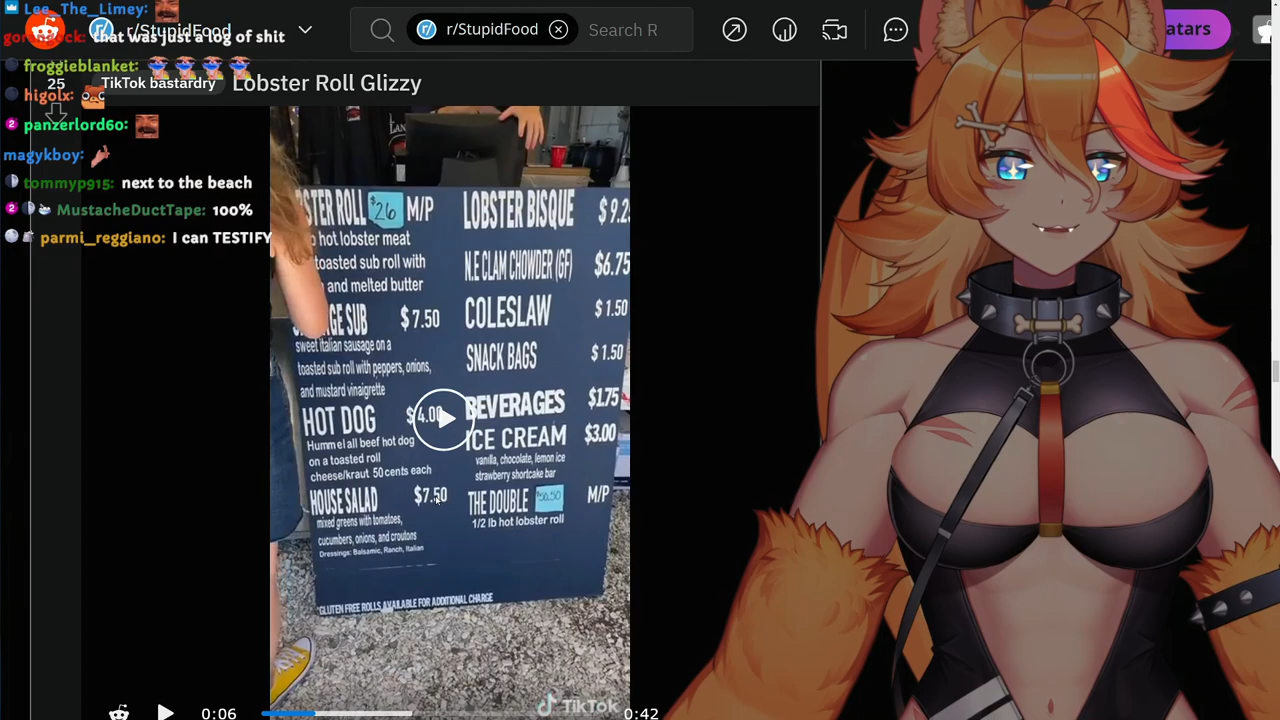 Lee_The_Limey:
r/StupidFood
r/StupidFood
Search R
atars
that was just a log of shit
froggieblanket:
25
TikTok bastardry
Lobster Roll Glizzy
higolx:
panzerlord60:
magykboy:
tommyp915: next to the beach
MustacheDuctTape: 100%
parmi_reggiano: I can TESTIFY
STER ROLL $26 M/P
hot lobster meat
toasted sub roll with
and melted butter
SUB $7.50
sweet italian sausage on a
toasted sub roll with peppers, onions,
and mustard vinaigrette
HOT DOG $4.00
Hummel all beef hot dog
on a toasted roll
cheese/kraut 50 cents each
HOUSE SALAD $7.50
mixed greens with tomatoes,
cucumbers, onions, and croutons
Dressings: Balsamic, Ranch, Italian
LOBSTER BISQUE $9.2
N.E CLAM CHOWDER (GF) $6.75
COLESLAW $1.50
SNACK BAGS $1.50
BEVERAGES $1.75
ICE CREAM $3.00
vanilla, chocolate, lemon ice
strawberry shortcake bar
THE DOUBLE $50.50 M/P
1/2 lb hot lobster roll
*GLUTEN FREE ROLLS AVAILABLE FOR ADDITIONAL CHARGE
TikTok
0:06
0:42